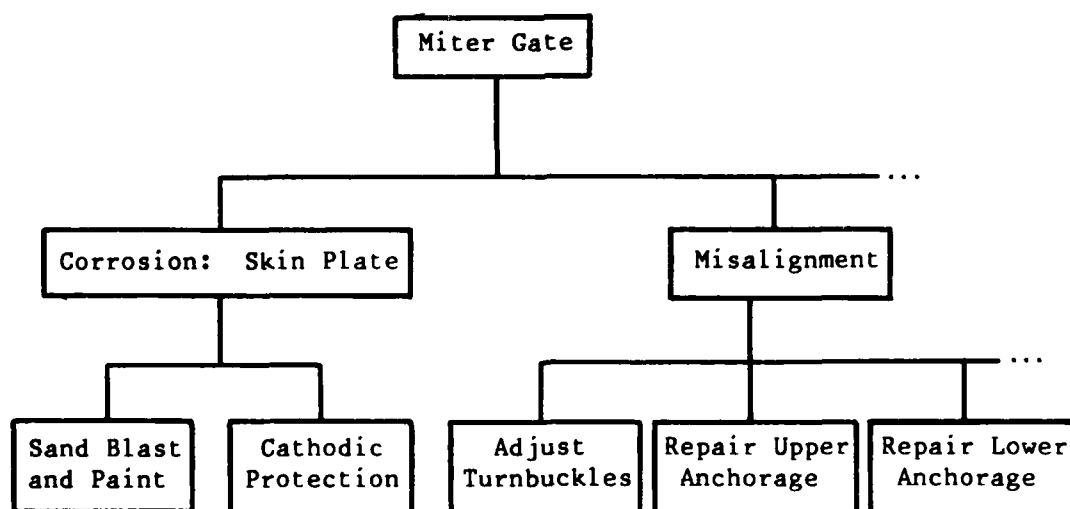 Miter Gate
...
Corrosion: Skin Plate
Misalignment
...
Sand Blast
and Paint
Cathodic
Protection
Adjust
Turnbuckles
Repair Upper
Anchorage
Repair Lower
Anchorage